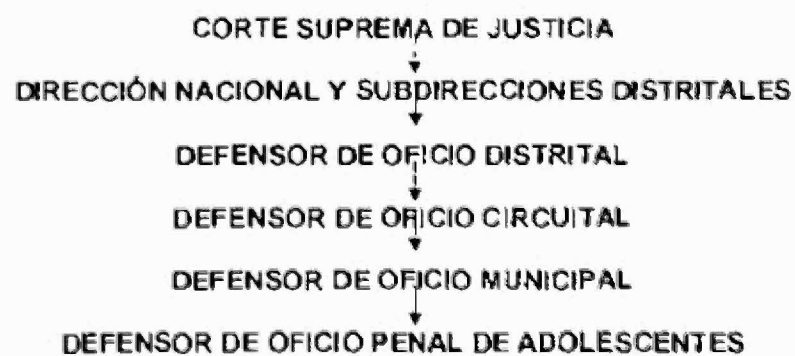 CORTE SUPREMA DE JUSTICIA
DIRECCIÓN NACIONAL Y SUBDIRECCIONES DISTRITALES
DEFENSOR DE OFICIO DISTRITAL
DEFENSOR DE OFICIO CIRCUITAL
DEFENSOR DE OFICIO MUNICIPAL
DEFENSOR DE OFICIO PENAL DE ADOLESCENTES